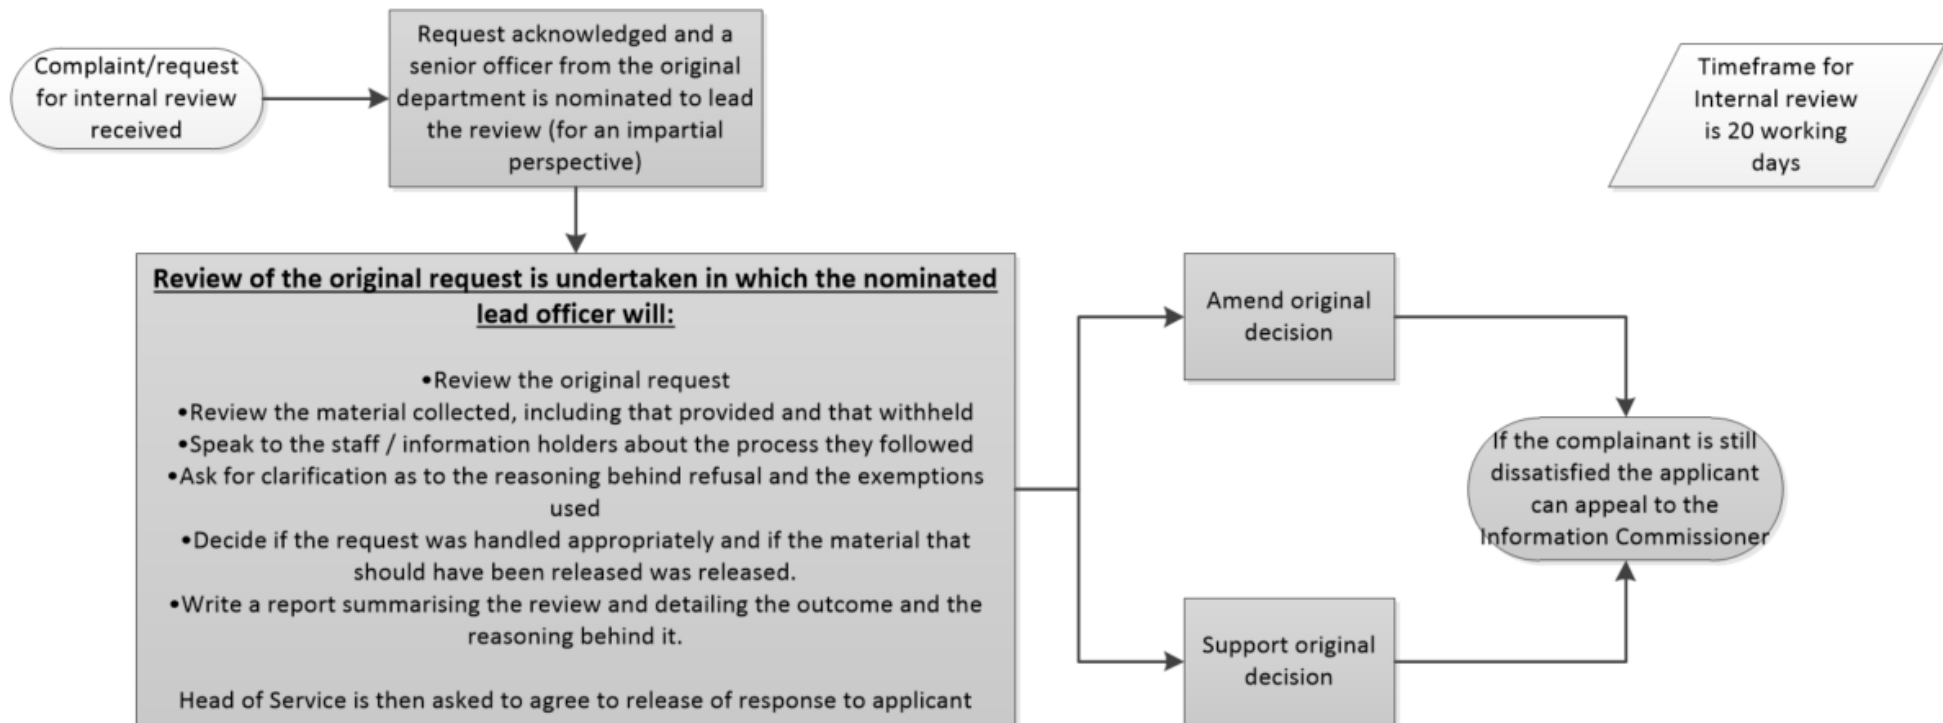 Complaint/request
for internal review
received
Request acknowledged and a
senior officer from the original
department is nominated to lead
the review (for an impartial
perspective)
Timeframe for
Internal review
is 20 working
days
Review of the original request is undertaken in which the nominated
lead officer will:
•Review the original request
•Review the material collected, including that provided and that withheld
•Speak to the staff / information holders about the process they followed
•Ask for clarification as to the reasoning behind refusal and the exemptions
used
•Decide if the request was handled appropriately and if the material that
should have been released was released.
•Write a report summarising the review and detailing the outcome and the
reasoning behind it.
Head of Service is then asked to agree to release of response to applicant
Amend original
decision
Support original
decision
If the complainant is still
dissatisfied the applicant
can appeal to the
Information Commissioner